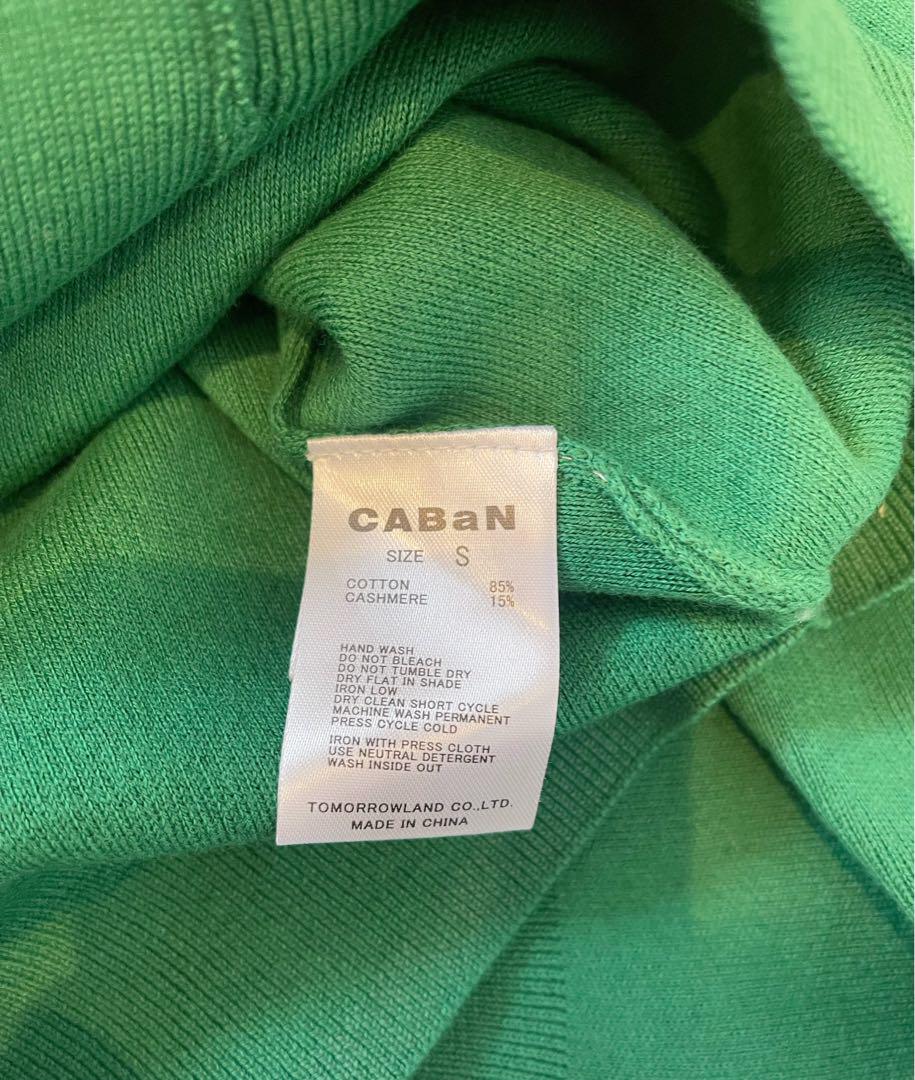 CABaN
SIZE S
COTTON 85%
CASHMERE 15%
HAND WASH
DO NOT BLEACH
DO NOT TUMBLE DRY
DRY FLAT IN SHADE
IRON LOW
DRY CLEAN SHORT CYCLE
MACHINE WASH PERMANENT
PRESS CYCLE COLD
IRON WITH PRESS CLOTH
USE NEUTRAL DETERGENT
WASH INSIDE OUT
TOMORROWLAND CO.,LTD.
MADE IN CHINA